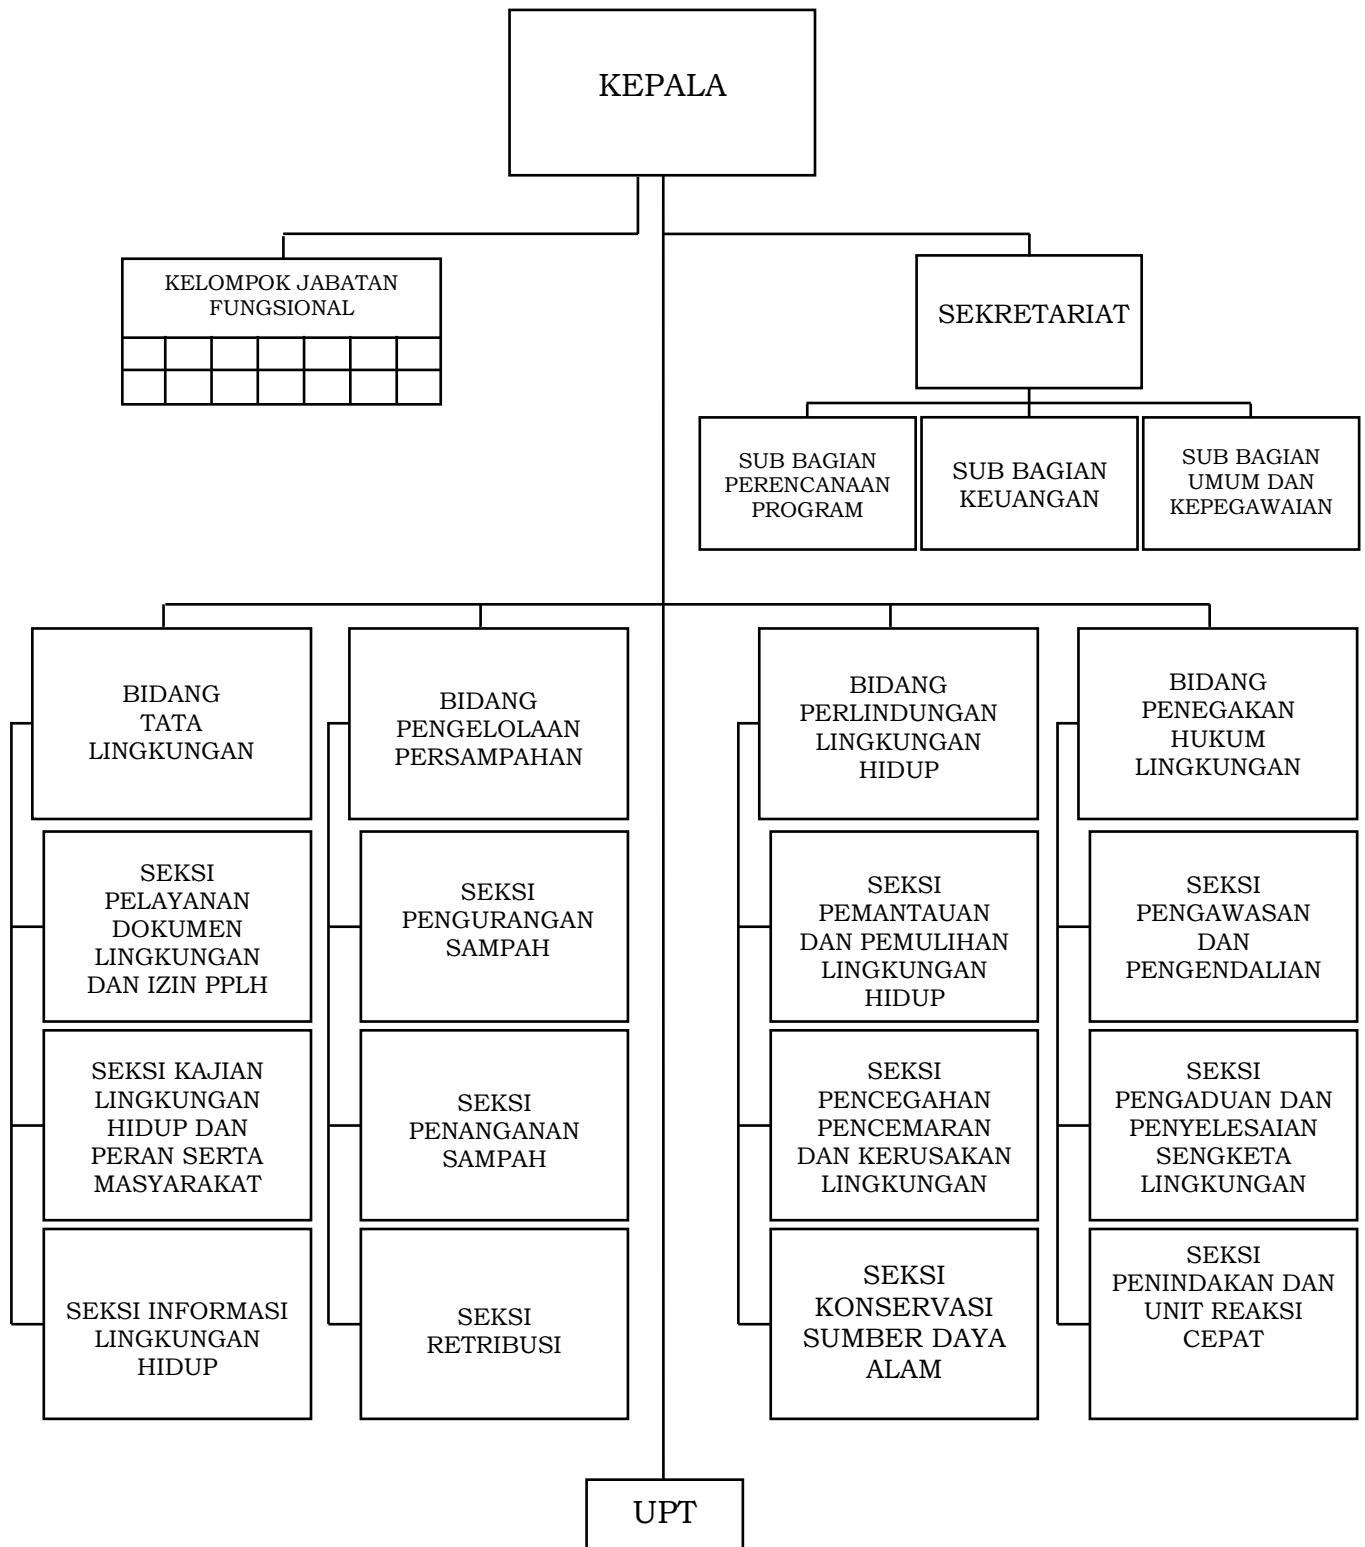 KEPALA
KELOMPOK JABATAN
FUNGSIONAL
SEKRETARIAT
SUB BAGIAN
PERENCANAAN
PROGRAM
SUB BAGIAN
KEUANGAN
SUB BAGIAN
UMUM DAN
KEPEGAWAIAN
BIDANG
TATA
LINGKUNGAN
BIDANG
PENGELOLAAN
PERSAMPAHAN
BIDANG
PERLINDUNGAN
LINGKUNGAN
HIDUP
BIDANG
PENEGAKAN
HUKUM
LINGKUNGAN
SEKSI
PELAYANAN
DOKUMEN
LINGKUNGAN
DAN IZIN PPLH
SEKSI
PENGURANGAN
SAMPAH
SEKSI
PEMANTAUAN
DAN PEMULIHAN
LINGKUNGAN
HIDUP
SEKSI
PENGAWASAN
DAN
PENGENDALIAN
SEKSI KAJIAN
LINGKUNGAN
HIDUP DAN
PERAN SERTA
MASYARAKAT
SEKSI
PENANGANAN
SAMPAH
SEKSI
PENCEGAHAN
PENCEMARAN
DAN KERUSAKAN
LINGKUNGAN
SEKSI
PENGADUAN DAN
PENYELESAIAN
SENGKETA
LINGKUNGAN
SEKSI INFORMASI
LINGKUNGAN
HIDUP
SEKSI
RETRIBUSI
SEKSI
KONSERVASI
SUMBER DAYA
ALAM
SEKSI
PENINDAKAN DAN
UNIT REAKSI
CEPAT
UPT